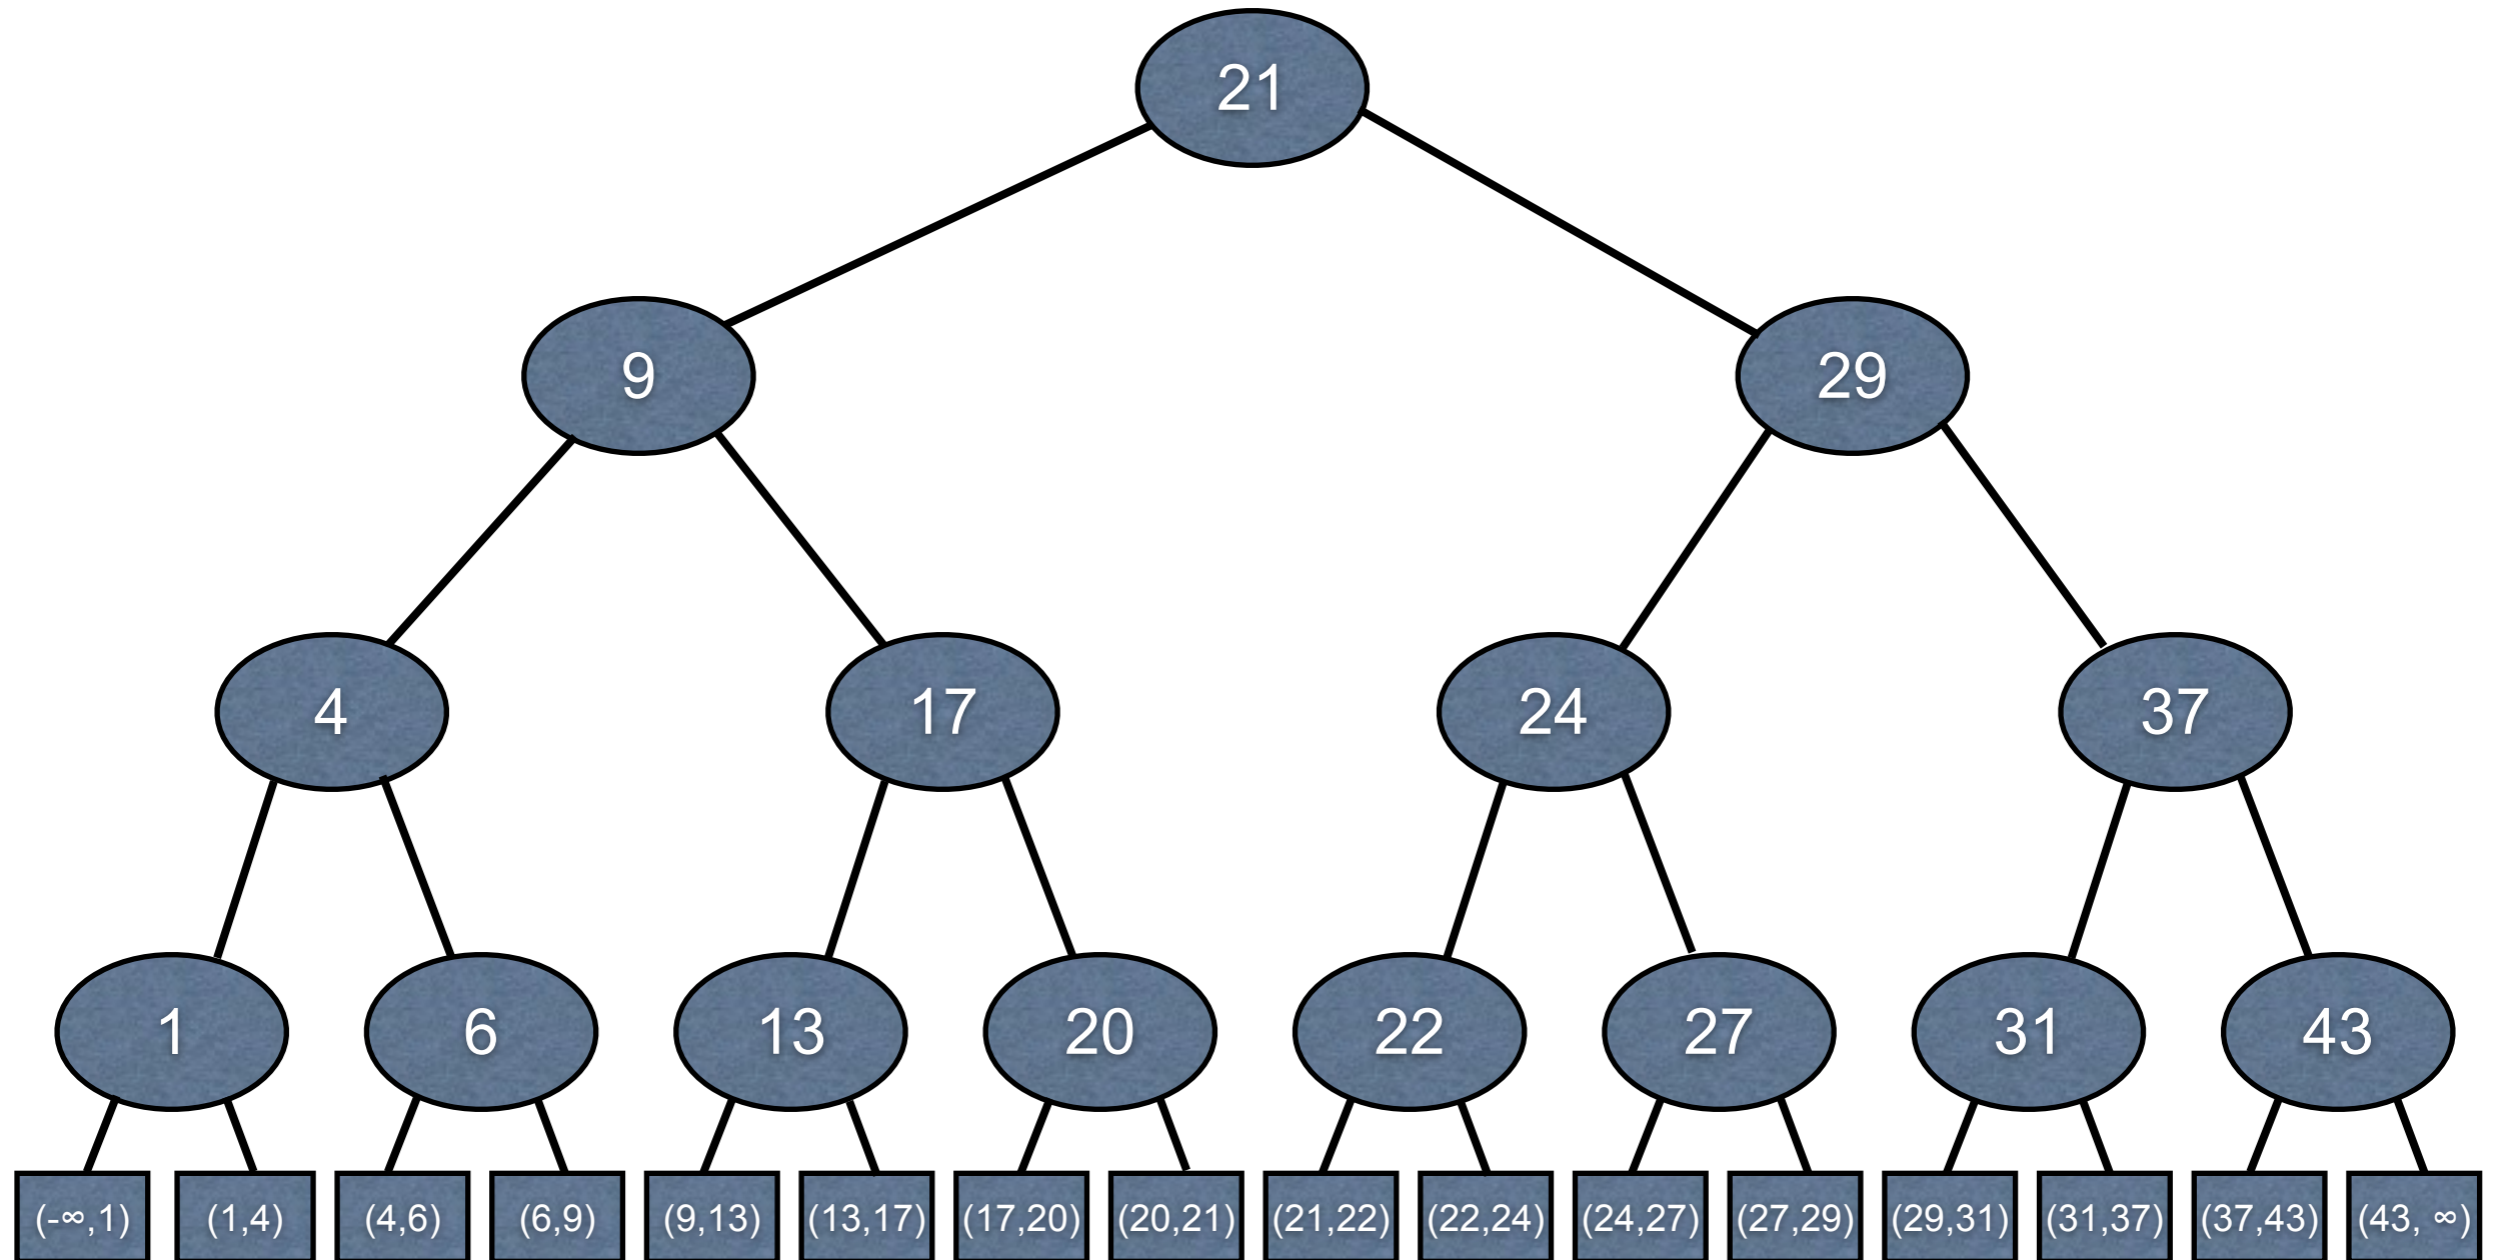 21
9 29
4 17 24 37
1 6 13 20 22 27 31 43
(-∞,1) (1,4) (4,6) (6,9) (9,13) (13,17) (17,20) (20,21) (21,22) (22,24) (24,27) (27,29) (29,31) (31,37) (37,43) (43, ∞)